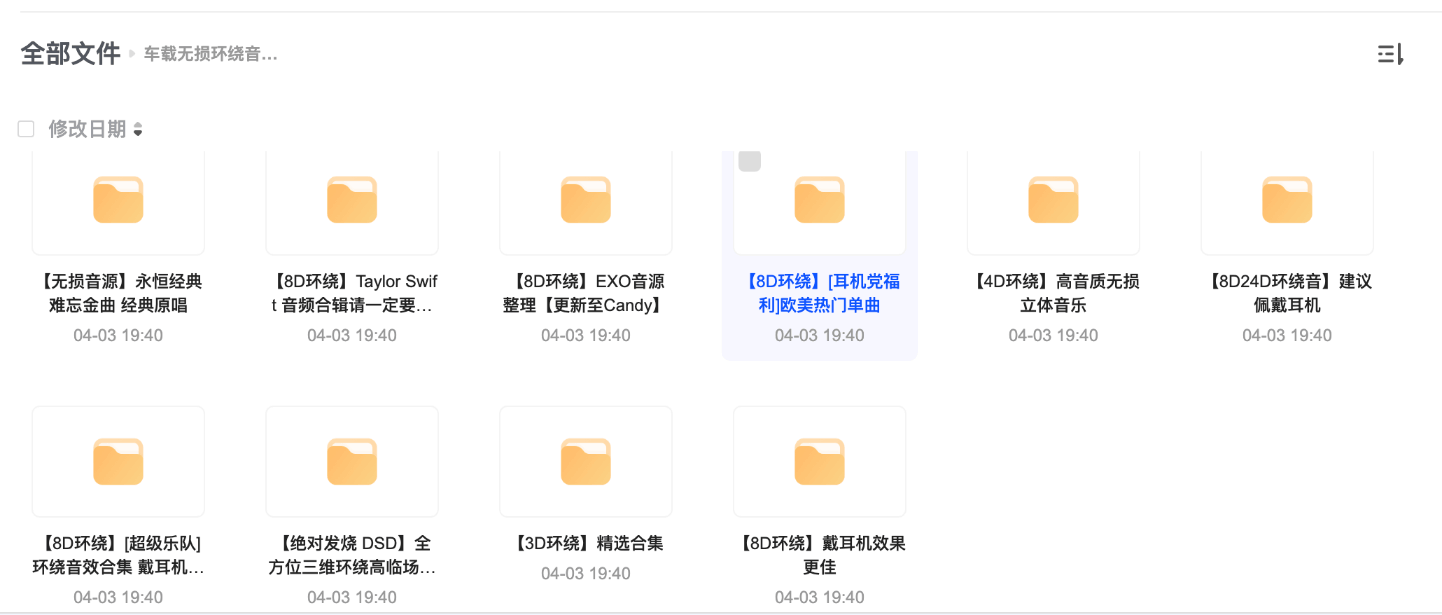 全部文件 车载无损环绕音...
修改日期
【无损音源】永恒经典
难忘金曲 经典原唱
04-03 19:40
【8D环绕】Taylor Swif
t 音频合辑请一定要...
04-03 19:40
【8D环绕】EXO音源
整理【更新至Candy】
04-03 19:40
【8D环绕】[耳机党福
利]欧美热门单曲
04-03 19:40
【4D环绕】高音质无损
立体音乐
04-03 19:40
【8D24D环绕音】建议
佩戴耳机
04-03 19:40
【8D环绕】[超级乐队]
环绕音效合集 戴耳机...
04-03 19:40
【绝对发烧 DSD】全
方位三维环绕高临场...
04-03 19:40
【3D环绕】精选合集
04-03 19:40
【8D环绕】戴耳机效果
更佳
04-03 19:40